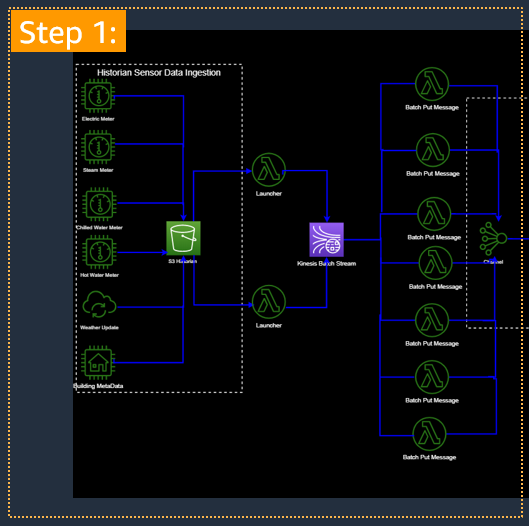 Step 1:
Historian Sensor Data Ingestion
Electric Meter
Steam Meter
Chilled Water Meter
Hot Water Meter
Weather Update
Building MetaData
S3 Historian
Launcher
Launcher
Kinesis Batch Stream
Batch Put Message
Batch Put Message
Batch Put Message
Batch Put Message
Batch Put Message
Batch Put Message
Batch Put Message
Channel